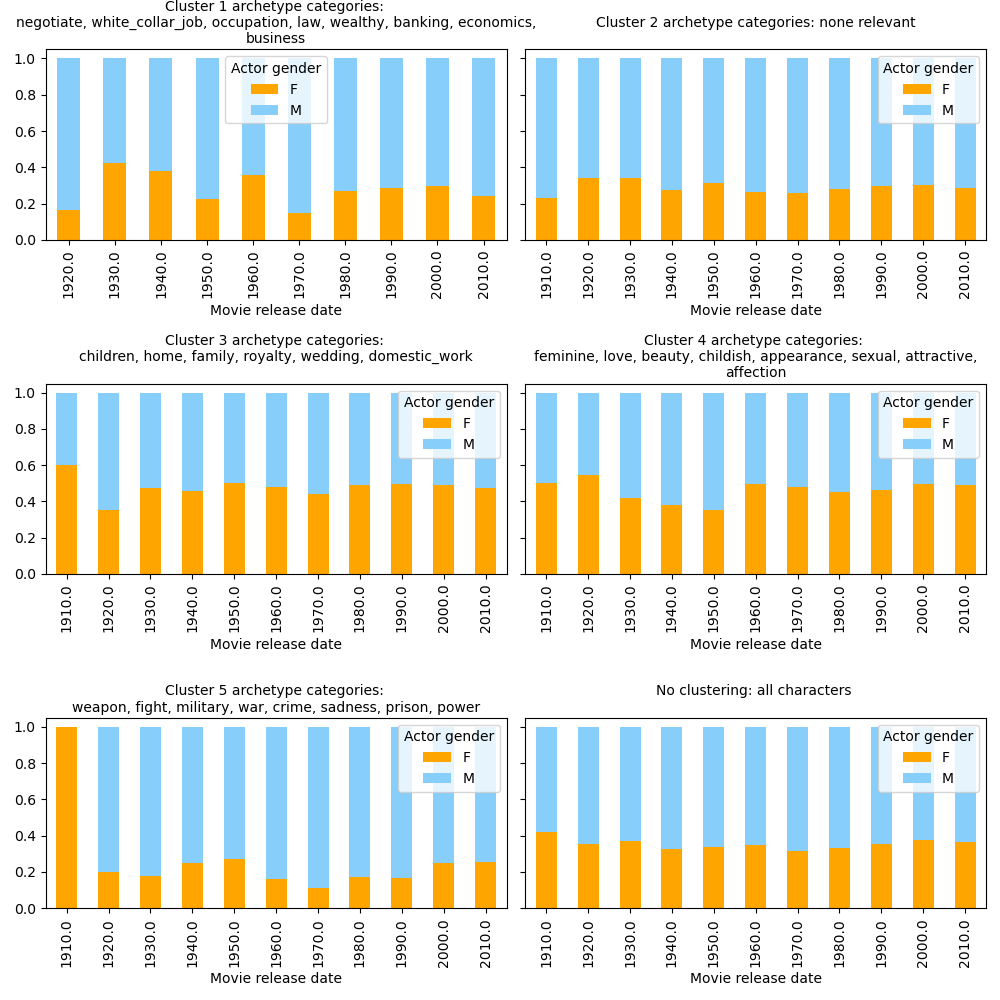 Cluster 1 archetype categories:
negotiate, white_collar_job, occupation, law, wealthy, banking, economics,
business
Actor gender
F
M
1.0
0.8
0.6
0.4
0.2
0.0
1920.0
1930.0
1940.0
1950.0
1960.0
1970.0
1980.0
1990.0
2000.0
2010.0
Movie release date
Cluster 2 archetype categories: none relevant
Actor gender
F
M
1910.0
1920.0
1930.0
1940.0
1950.0
1960.0
1970.0
1980.0
1990.0
2000.0
2010.0
Movie release date
Cluster 3 archetype categories:
children, home, family, royalty, wedding, domestic_work
Actor gender
F
M
1.0
0.8
0.6
0.4
0.2
0.0
1910.0
1920.0
1930.0
1940.0
1950.0
1960.0
1970.0
1980.0
1990.0
2000.0
2010.0
Movie release date
Cluster 4 archetype categories:
feminine, love, beauty, childish, appearance, sexual, attractive,
affection
Actor gender
F
M
1910.0
1920.0
1930.0
1940.0
1950.0
1960.0
1970.0
1980.0
1990.0
2000.0
2010.0
Movie release date
Cluster 5 archetype categories:
weapon, fight, military, war, crime, sadness, prison, power
Actor gender
F
M
1.0
0.8
0.6
0.4
0.2
0.0
1910.0
1920.0
1930.0
1940.0
1950.0
1960.0
1970.0
1980.0
1990.0
2000.0
2010.0
Movie release date
No clustering: all characters
Actor gender
F
M
1910.0
1920.0
1930.0
1940.0
1950.0
1960.0
1970.0
1980.0
1990.0
2000.0
2010.0
Movie release date